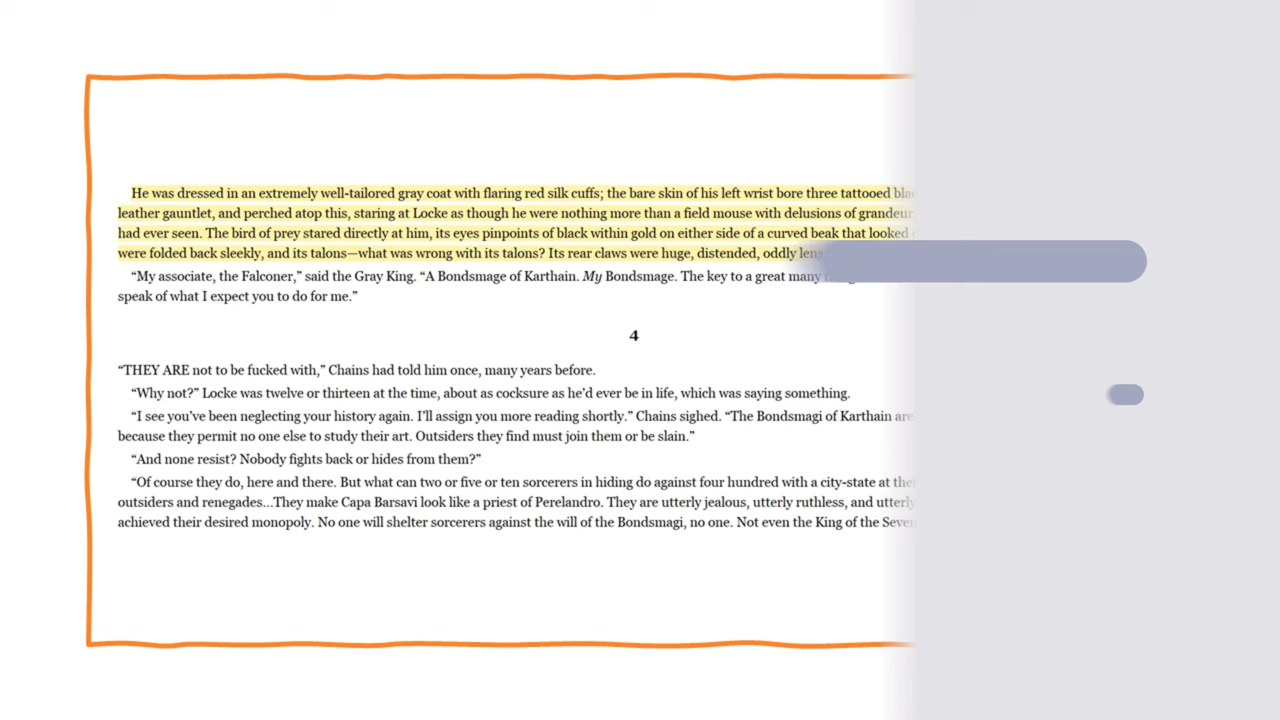 He was dressed in an extremely well-tailored gray coat with flaring red silk cuffs; the bare skin of his left wrist bore three tattooed
leather gauntlet, and perched atop this, staring at Locke as though he were nothing more than a field mouse with delusions of grandeur
had ever seen. The bird of prey stared directly at him, its eyes pinpoints of black within gold on either side of a curved beak that looked
were folded back sleekly, and its talons—what was wrong with its talons? Its rear claws were huge, distended, oddly
“My associate, the Falconer,” said the Gray King. “A Bondsmage of Karthain. My Bondsmage. The key to a great many
speak of what I expect you to do for me.”
4
“THEY ARE not to be fucked with,” Chains had told him once, many years before.
“Why not?” Locke was twelve or thirteen at the time, about as cocksure as he’d ever be in life, which was saying something.
“I see you’ve been neglecting your history again. I’ll assign you more reading shortly.” Chains sighed. “The Bondsmagi of Karthain are
because they permit no one else to study their art. Outsiders they find must join them or be slain.”
“And none resist? Nobody fights back or hides from them?”
“Of course they do, here and there. But what can two or five or ten sorcerers in hiding do against four hundred with a city-state at
outsiders and renegades…They make Capa Barsavi look like a priest of Perelandro. They are utterly jealous, utterly ruthless, and utterly
achieved their desired monopoly. No one will shelter sorcerers against the will of the Bondsmagi, no one. Not even the King of the